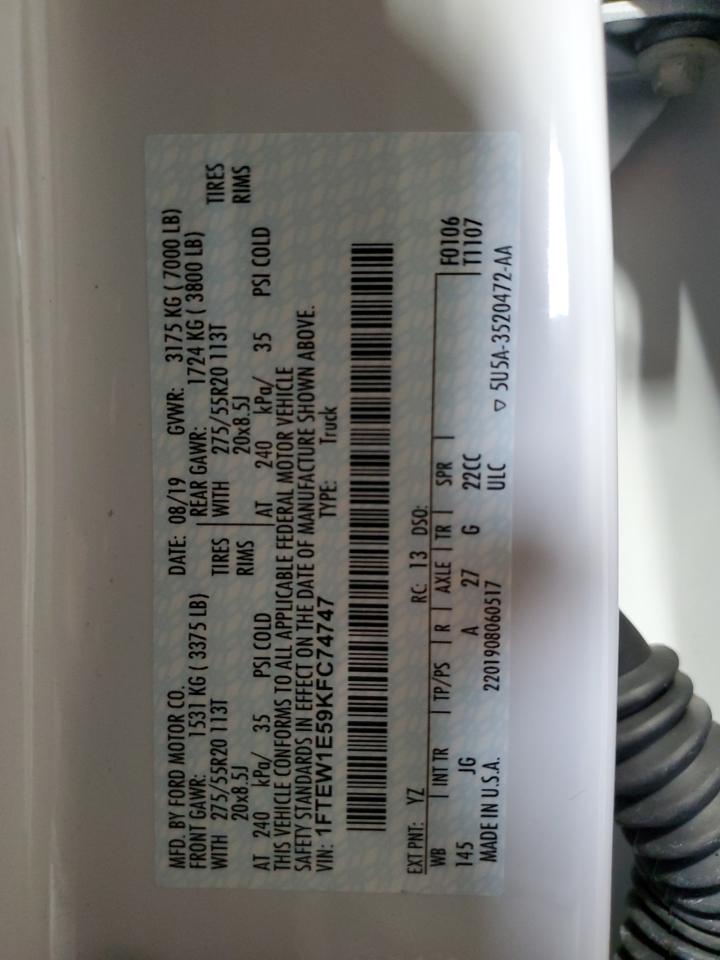 MFD. BY FORD MOTOR CO. DATE: 08/19 GVWR: 3175 KG ( 7000 LB)
FRONT GAWR: 1531 KG ( 3375 LB) REAR GAWR: 1724 KG ( 3800 LB)
WITH 275/55R20 113T TIRES WITH 275/55R20 113T TIRES
20x8.5J RIMS 20x8.5J RIMS
AT 240 kPa/ 35 PSI COLD AT 240 kPa/ 35 PSI COLD
THIS VEHICLE CONFORMS TO ALL APPLICABLE FEDERAL MOTOR VEHICLE
SAFETY STANDARDS IN EFFECT ON THE DATE OF MANUFACTURE SHOWN ABOVE.
VIN: 1FTEW1E59KFC74747 TYPE: Truck
EXT PNT: YZ RC: 13 DSO:
WB INT TR TP/PS R AXLE TR SPR F0106
145 JG A 27 G 22CC T1107
MADE IN U.S.A. 2201908060517 ULC
▽ 5U5A-3520472-AA